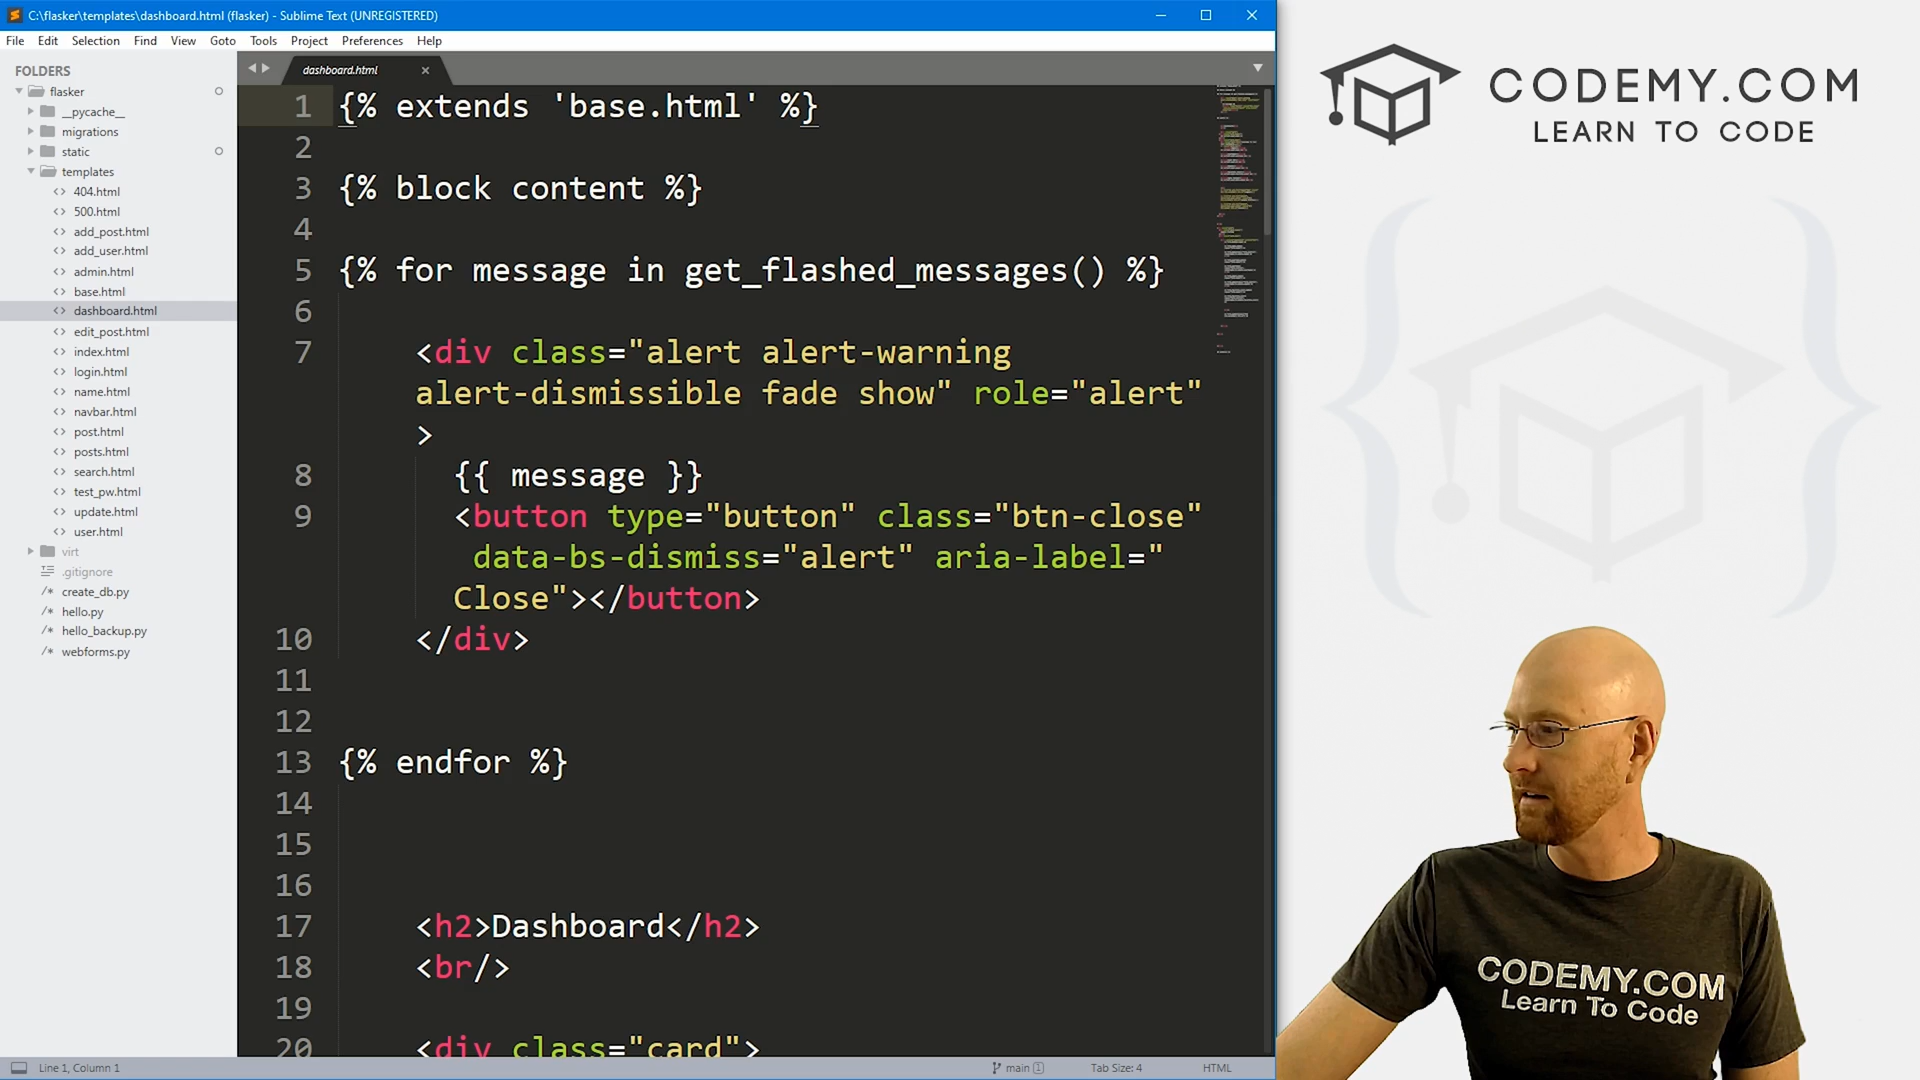 C:\flasker\templates\dashboard.html (flasker) - Sublime Text (UNREGISTERED)
File Edit Selection Find View Goto Tools Project Preferences Help
FOLDERS
flasker
__pycache__
migrations
static
templates
404.html
500.html
add_post.html
add_user.html
admin.html
base.html
dashboard.html
edit_post.html
index.html
login.html
name.html
navbar.html
post.html
posts.html
search.html
test_pw.html
update.html
user.html
virt
.gitignore
create_db.py
hello.py
hello_backup.py
webforms.py
dashboard.html
1 {% extends 'base.html' %}
2
3 {% block content %}
4
5 {% for message in get_flashed_messages() %}
6
7 <div class="alert alert-warning
alert-dismissible fade show" role="alert"
>
8 {{ message }}
9 <button type="button" class="btn-close"
data-bs-dismiss="alert" aria-label="
Close"></button>
10 </div>
11
12
13 {% endfor %}
14
15
16
17 <h2>Dashboard</h2>
18 <br/>
19
20 <div class="card">
Line 1, Column 1
main 1
Tab Size: 4
HTML
CODEMY.COM
LEARN TO CODE
CODEMY.COM
Learn To Code